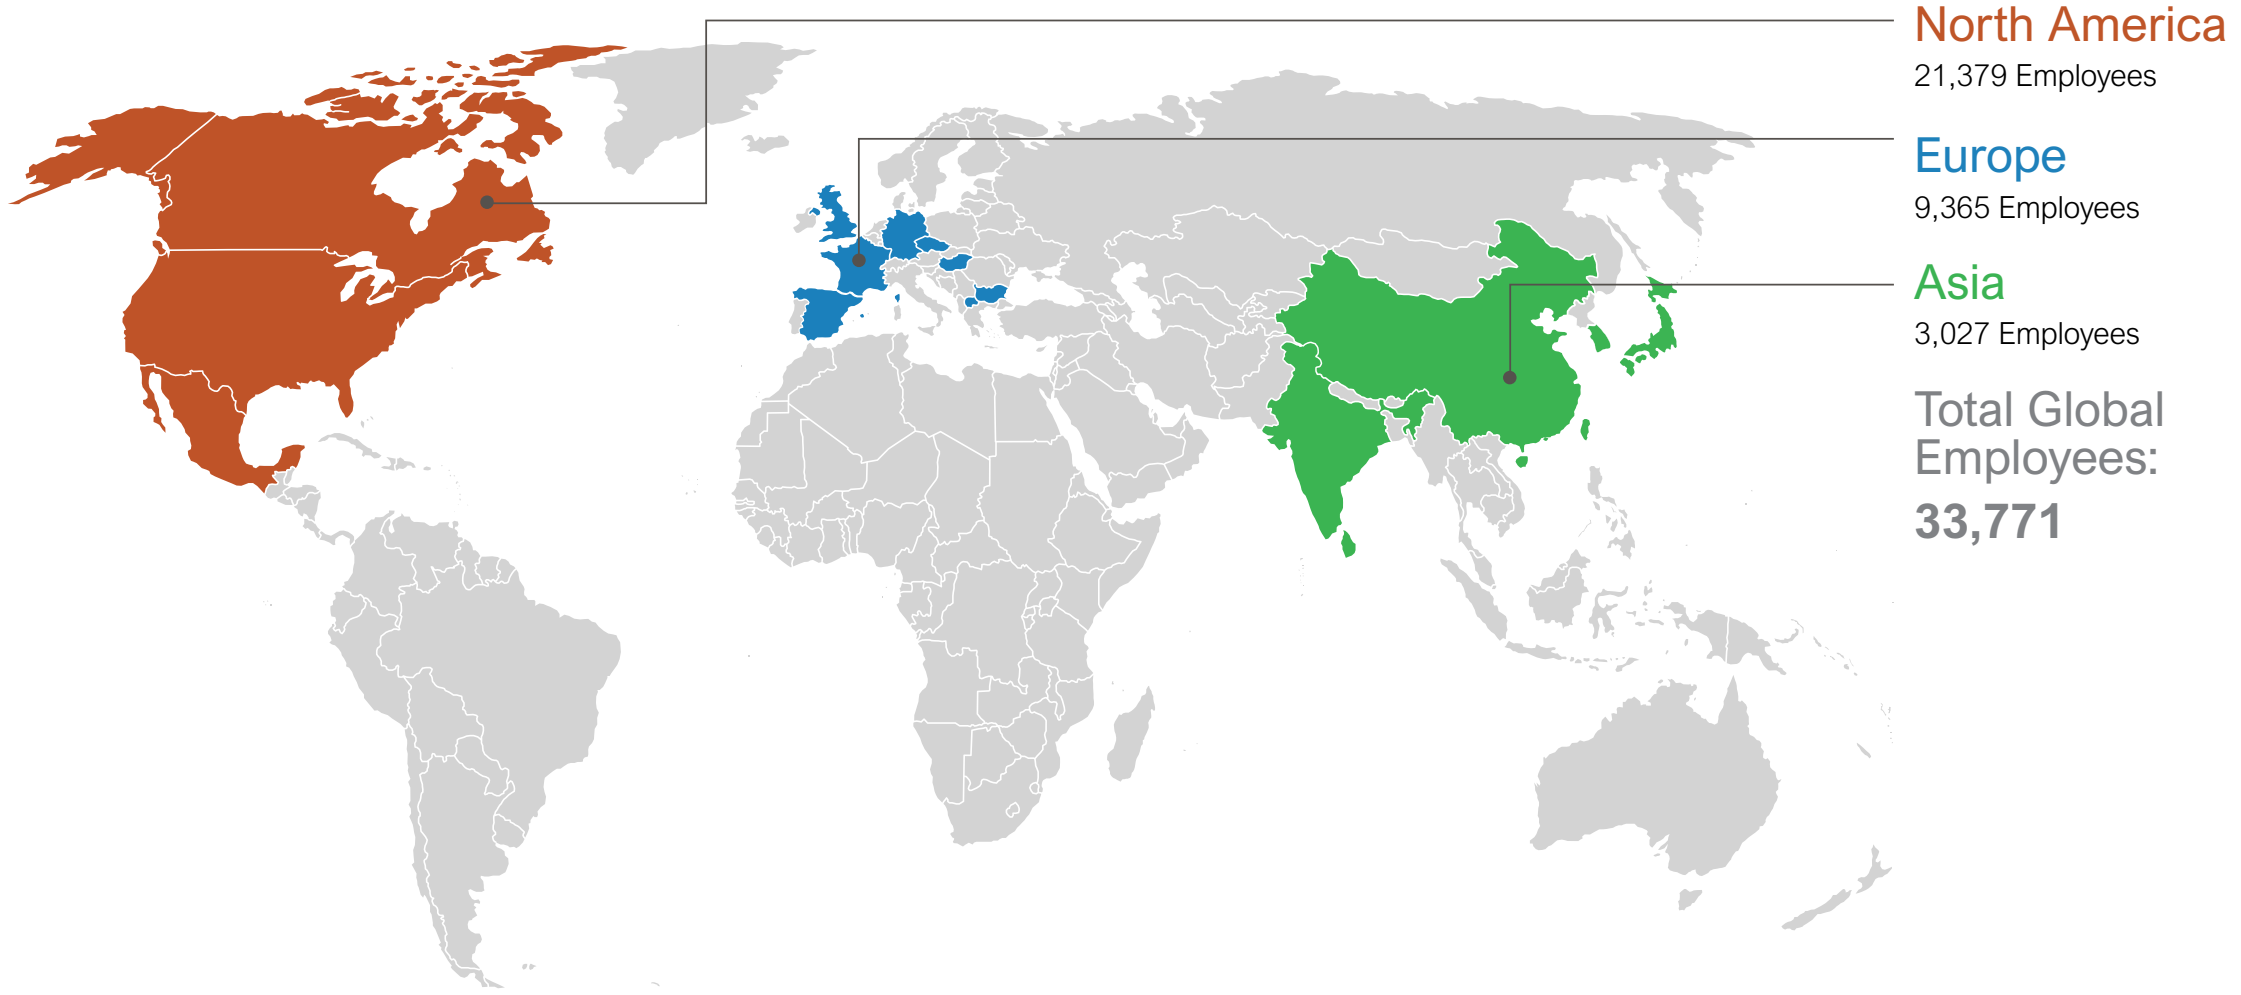 North America
21,379 Employees
Europe
9,365 Employees
Asia
3,027 Employees
Total Global
Employees:
33,771